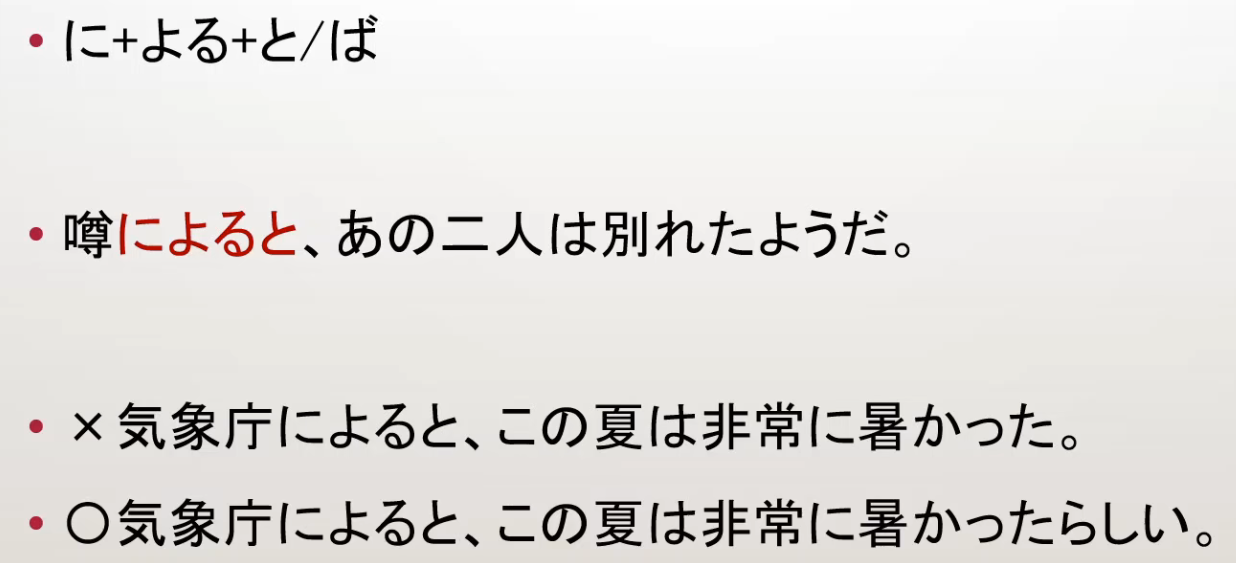 • に+よる+と/ば
• 噂によると、あの二人は別れたようだ。
• ×気象庁によると、この夏は非常に暑かった。
• 〇気象庁によると、この夏は非常に暑かったらしい。